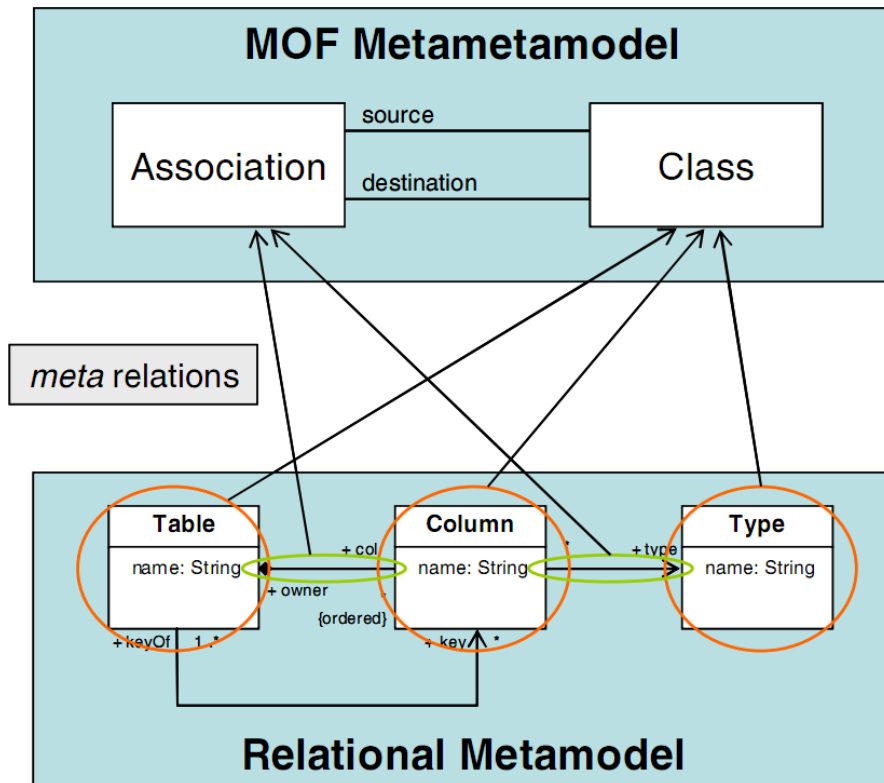 MOF Metametamodel
source
Association
Class
destination
meta relations
Table
Column
Type
+ col
*
+ type
name: String
name: String
name: String
+ owner
*
{ordered}
+ keyOf
1..*
+ key
*
Relational Metamodel